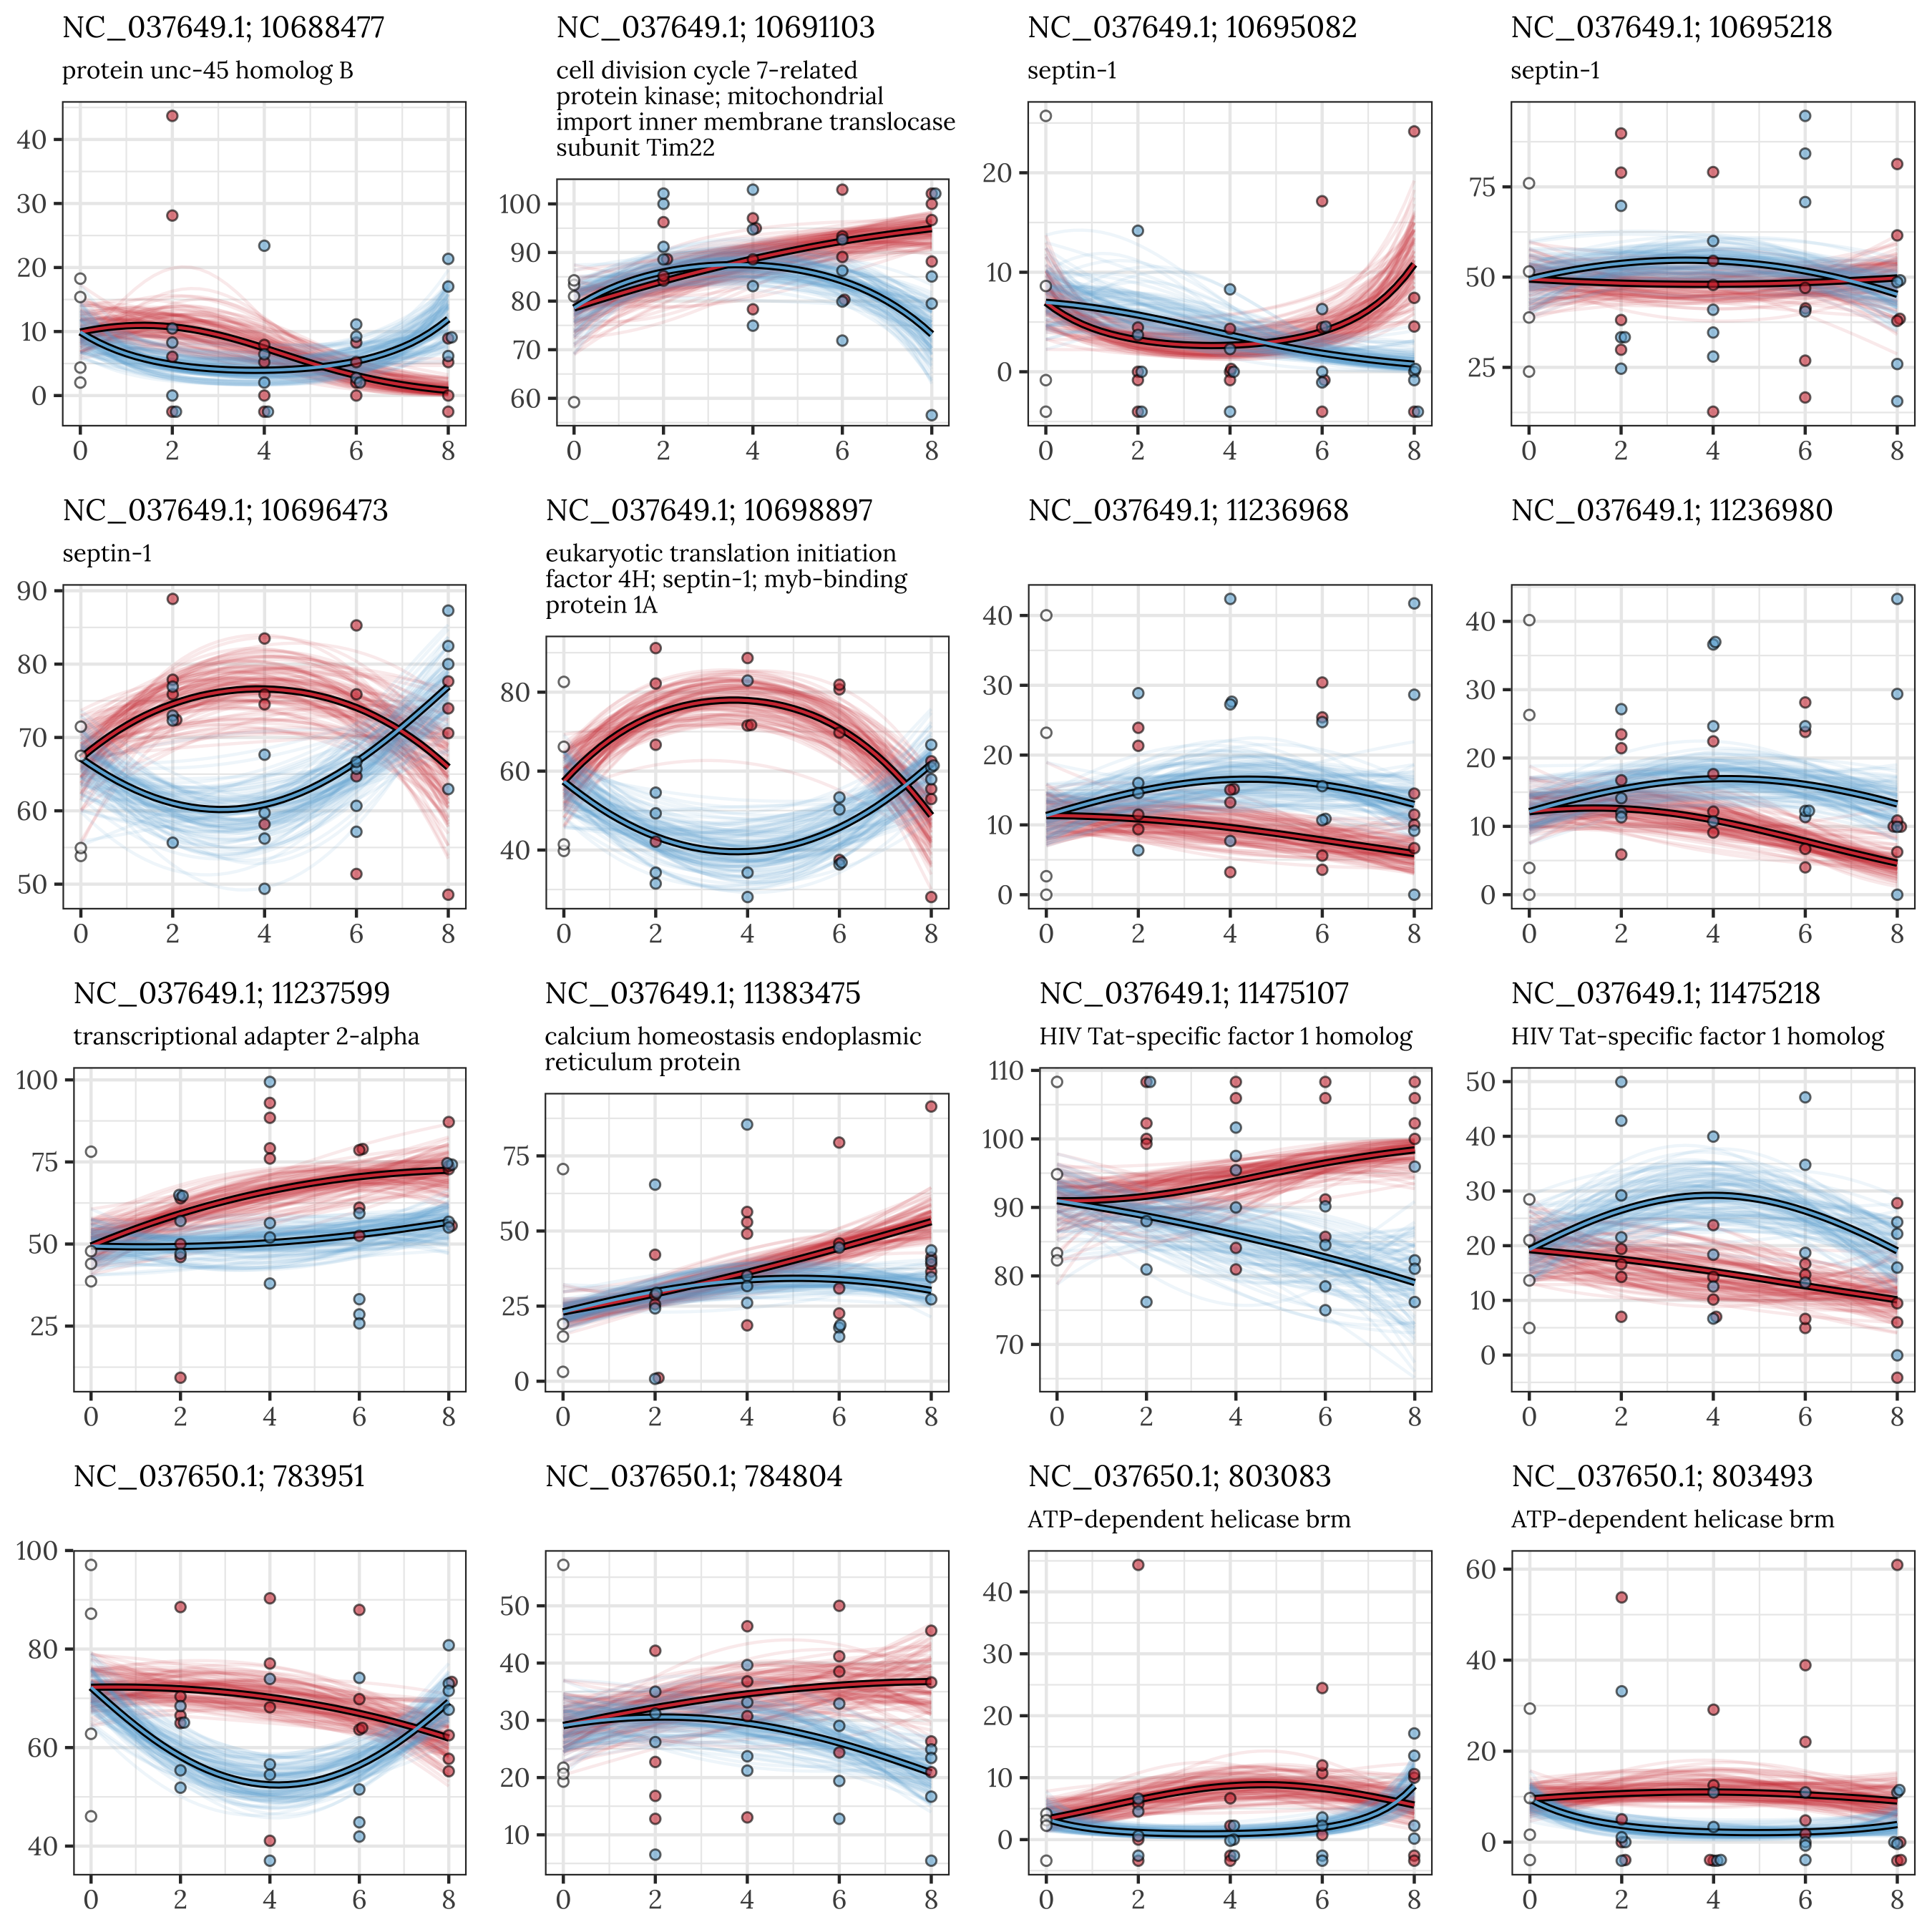 NC_037649.1; 10688477
protein unc-45 homolog B
40
30
20
10
0
0 2 4 6 8
NC_037649.1; 10691103
cell division cycle 7-related
protein kinase; mitochondrial
import inner membrane translocase
subunit Tim22
100
90
80
70
60
0 2 4 6 8
NC_037649.1; 10695082
septin-1
20
10
0
0 2 4 6 8
NC_037649.1; 10695218
septin-1
75
50
25
0 2 4 6 8
NC_037649.1; 10696473
septin-1
90
80
70
60
50
0 2 4 6 8
NC_037649.1; 10698897
eukaryotic translation initiation
factor 4H; septin-1; myb-binding
protein 1A
80
60
40
0 2 4 6 8
NC_037649.1; 11236968
40
30
20
10
0
0 2 4 6 8
NC_037649.1; 11236980
40
30
20
10
0
0 2 4 6 8
NC_037649.1; 11237599
transcriptional adapter 2-alpha
100
75
50
25
0 2 4 6 8
NC_037649.1; 11383475
calcium homeostasis endoplasmic
reticulum protein
75
50
25
0
0 2 4 6 8
NC_037649.1; 11475107
HIV Tat-specific factor 1 homolog
110
100
90
80
70
0 2 4 6 8
NC_037649.1; 11475218
HIV Tat-specific factor 1 homolog
50
40
30
20
10
0
0 2 4 6 8
NC_037650.1; 783951
100
80
60
40
0 2 4 6 8
NC_037650.1; 784804
50
40
30
20
10
0 2 4 6 8
NC_037650.1; 803083
ATP-dependent helicase brm
40
30
20
10
0
0 2 4 6 8
NC_037650.1; 803493
ATP-dependent helicase brm
60
40
20
0
0 2 4 6 8